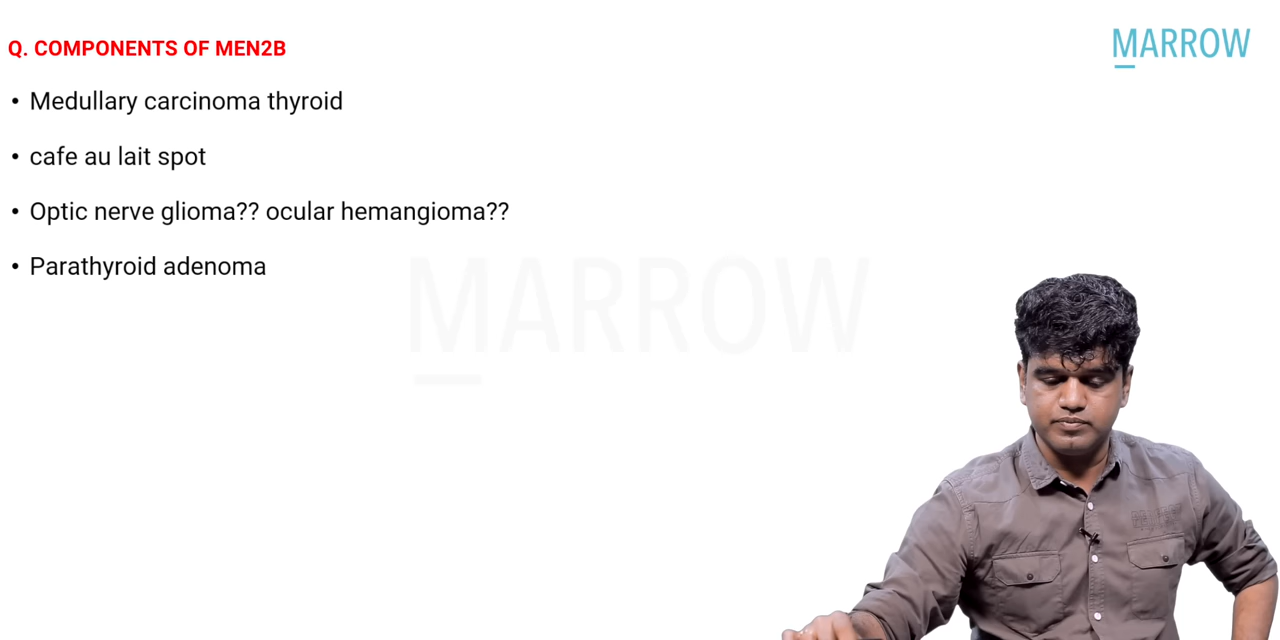 Q. COMPONENTS OF MEN2B
MARROW
• Medullary carcinoma thyroid
• cafe au lait spot
• Optic nerve glioma?? ocular hemangioma??
• Parathyroid adenoma
MARROW